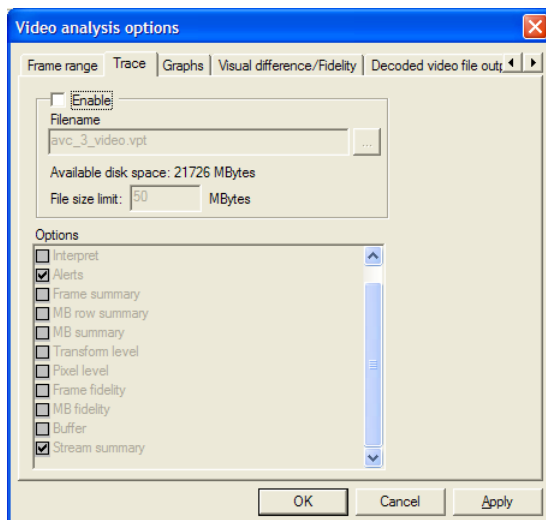 Video analysis options
Frame range Trace Graphs Visual difference/Fidelity Decoded video file outp
Enable
Filename
avc_3_video.vpt
...
Available disk space: 21726 MBytes
File size limit: 50 MBytes
Options
Interpret
Alerts
Frame summary
MB row summary
MB summary
Transform level
Pixel level
Frame fidelity
MB fidelity
Buffer
Stream summary
OK Cancel Apply